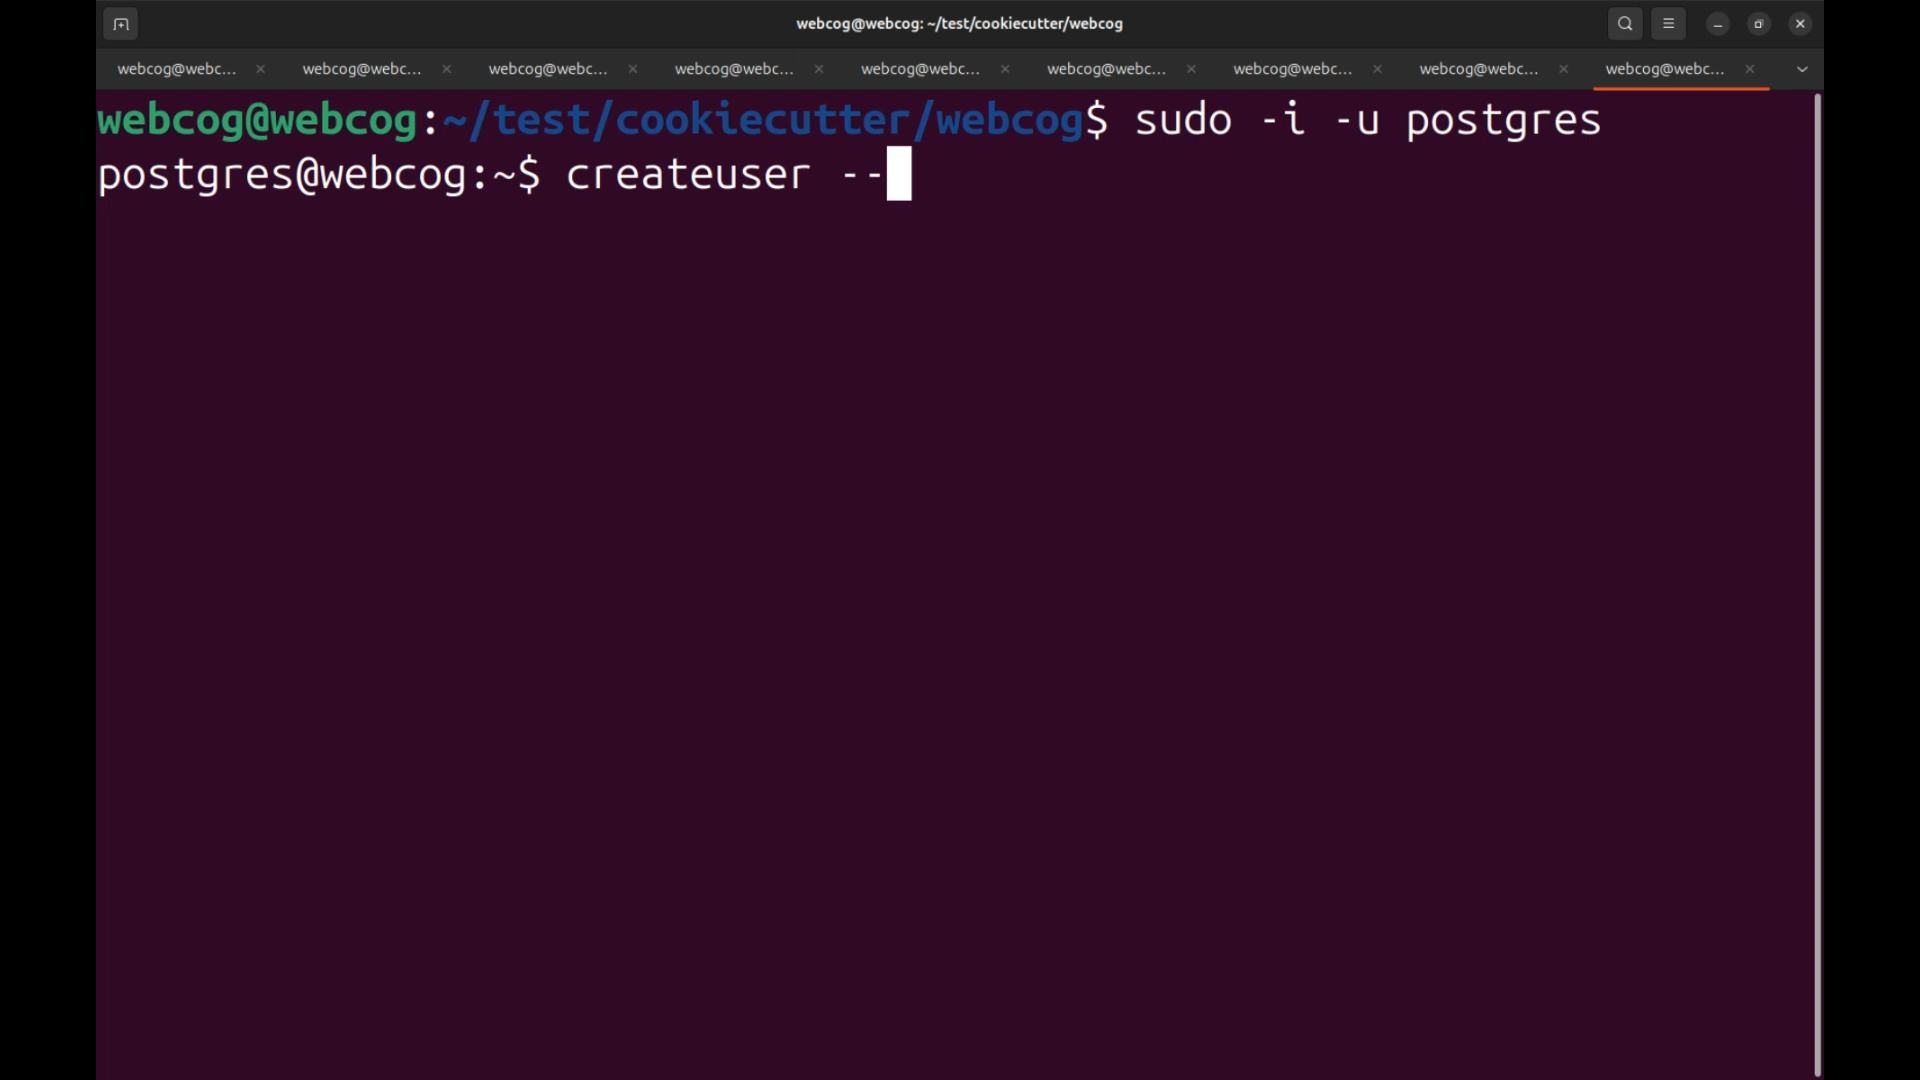 webcog@webcog: ~/test/cookiecutter/webcog
webcog@webc... webcog@webc... webcog@webc... webcog@webc... webcog@webc... webcog@webc... webcog@webc... webcog@webc... webcog@webc...
webcog@webcog:~/test/cookiecutter/webcog$ sudo -i -u postgres
postgres@webcog:~$ createuser --